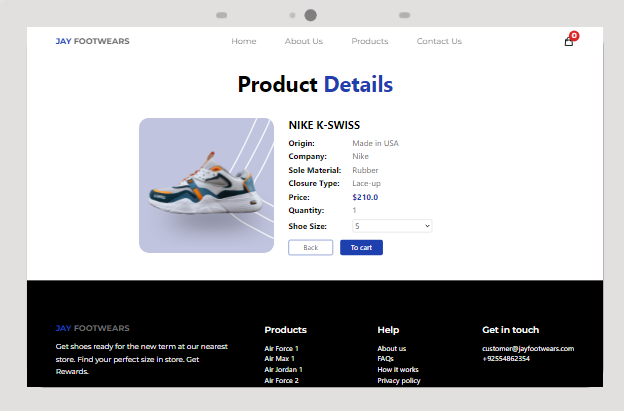 JAY FOOTWEARS
Home About Us Products Contact Us
0
Product Details
NIKE K-SWISS
Origin: Made in USA
Company: Nike
Sole Material: Rubber
Closure Type: Lace-up
Price: $210.0
Quantity: 1
Shoe Size: 5
Back To cart
JAY FOOTWEARS
Get shoes ready for the new term at our nearest
store. Find your perfect size in store. Get
Rewards.
Products
Air Force 1
Air Max 1
Air Jordan 1
Air Force 2
Help
About us
FAQs
How it works
Privacy policy
Get in touch
customer@jayfootwears.com
+92554862354